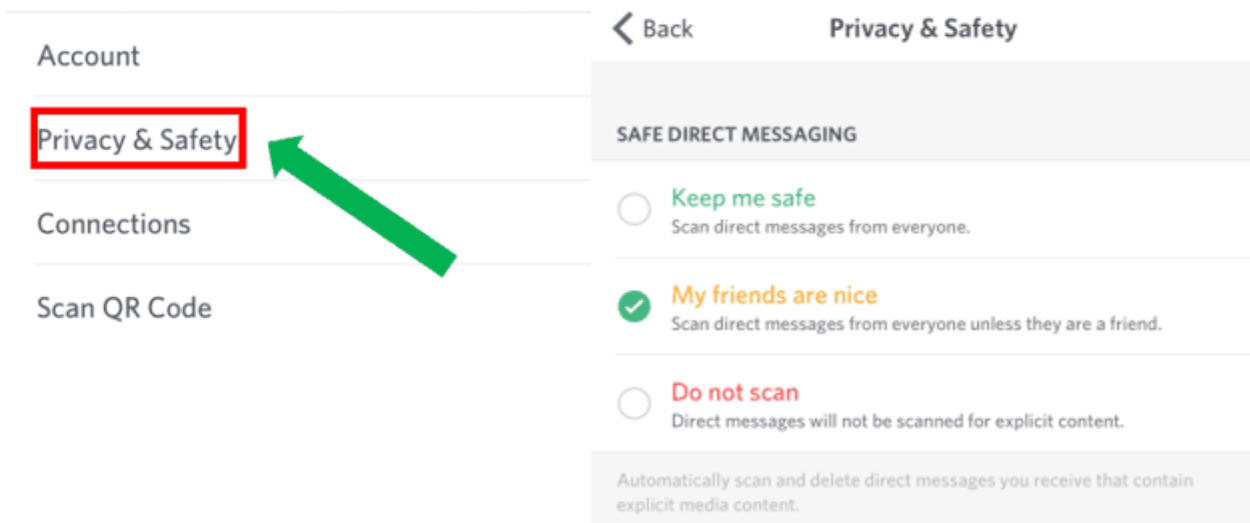 Account
Privacy & Safety
Connections
Scan QR Code
Back
Privacy & Safety
SAFE DIRECT MESSAGING
Keep me safe
Scan direct messages from everyone.
My friends are nice
Scan direct messages from everyone unless they are a friend.
Do not scan
Direct messages will not be scanned for explicit content.
Automatically scan and delete direct messages you receive that contain
explicit media content.